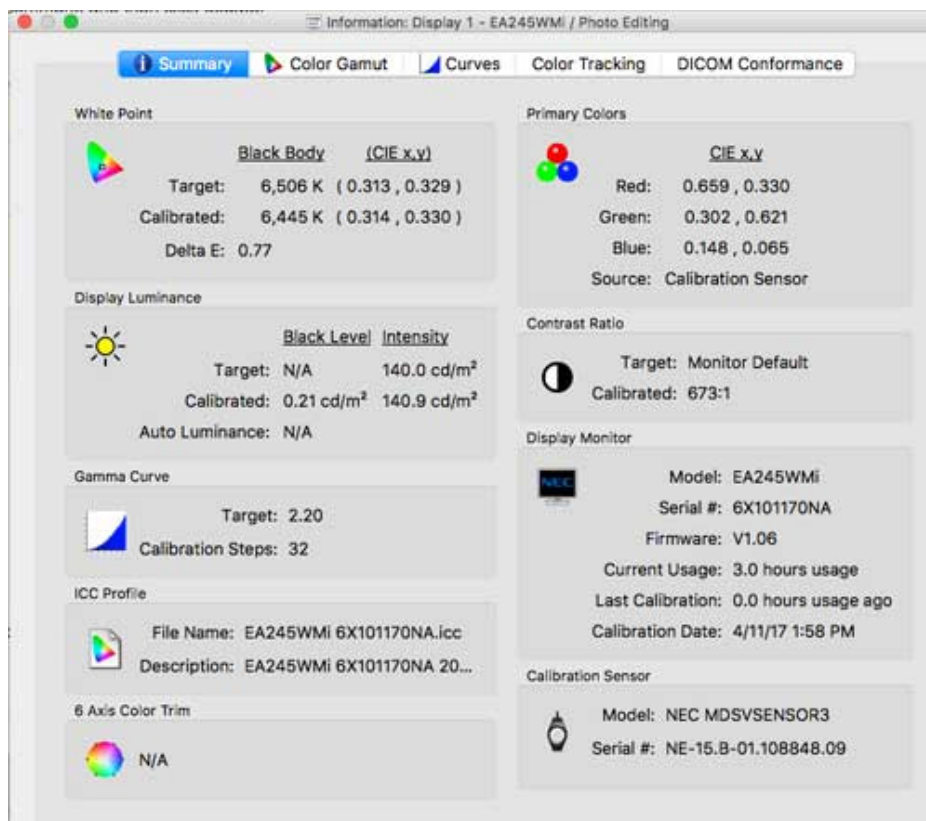 Information: Display 1 - EA245WMi / Photo Editing
Summary
Color Gamut
Curves
Color Tracking
DICOM Conformance
White Point
Black Body (CIE x,y)
Target: 6,506 K ( 0.313 , 0.329 )
Calibrated: 6,445 K ( 0.314 , 0.330 )
Delta E: 0.77
Display Luminance
Black Level Intensity
Target: N/A 140.0 cd/m²
Calibrated: 0.21 cd/m² 140.9 cd/m²
Auto Luminance: N/A
Gamma Curve
Target: 2.20
Calibration Steps: 32
ICC Profile
File Name: EA245WMi 6X101170NA.icc
Description: EA245WMi 6X101170NA 20...
6 Axis Color Trim
N/A
Primary Colors
CIE x,y
Red: 0.659 , 0.330
Green: 0.302 , 0.621
Blue: 0.148 , 0.065
Source: Calibration Sensor
Contrast Ratio
Target: Monitor Default
Calibrated: 673:1
Display Monitor
NEC
Model: EA245WMi
Serial #: 6X101170NA
Firmware: V1.06
Current Usage: 3.0 hours usage
Last Calibration: 0.0 hours usage ago
Calibration Date: 4/11/17 1:58 PM
Calibration Sensor
Model: NEC MDSVSENSOR3
Serial #: NE-15.B-01.108848.09